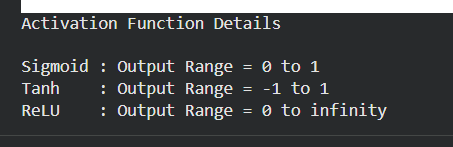 Activation Function Details
Sigmoid : Output Range = 0 to 1
Tanh    : Output Range = -1 to 1
ReLU    : Output Range = 0 to infinity